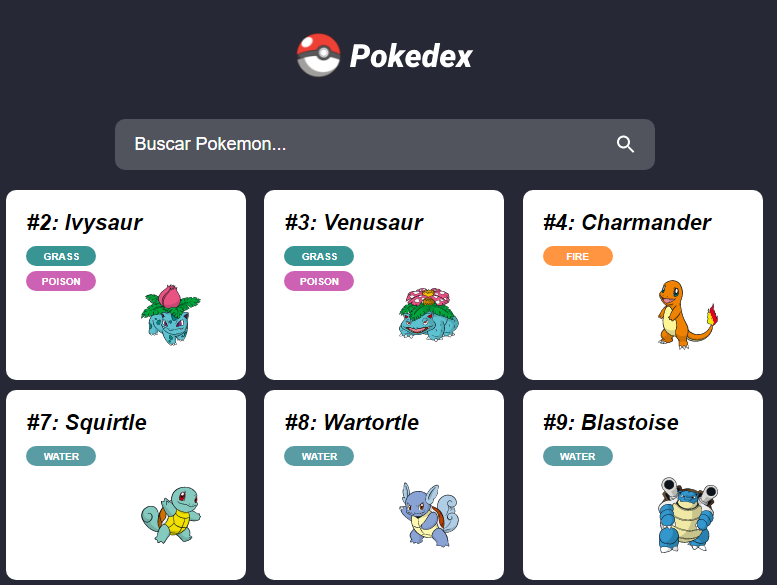 Pokedex
Buscar Pokemon...
#2: Ivysaur
GRASS
POISON
#3: Venusaur
GRASS
POISON
#4: Charmander
FIRE
#7: Squirtle
WATER
#8: Wartortle
WATER
#9: Blastoise
WATER